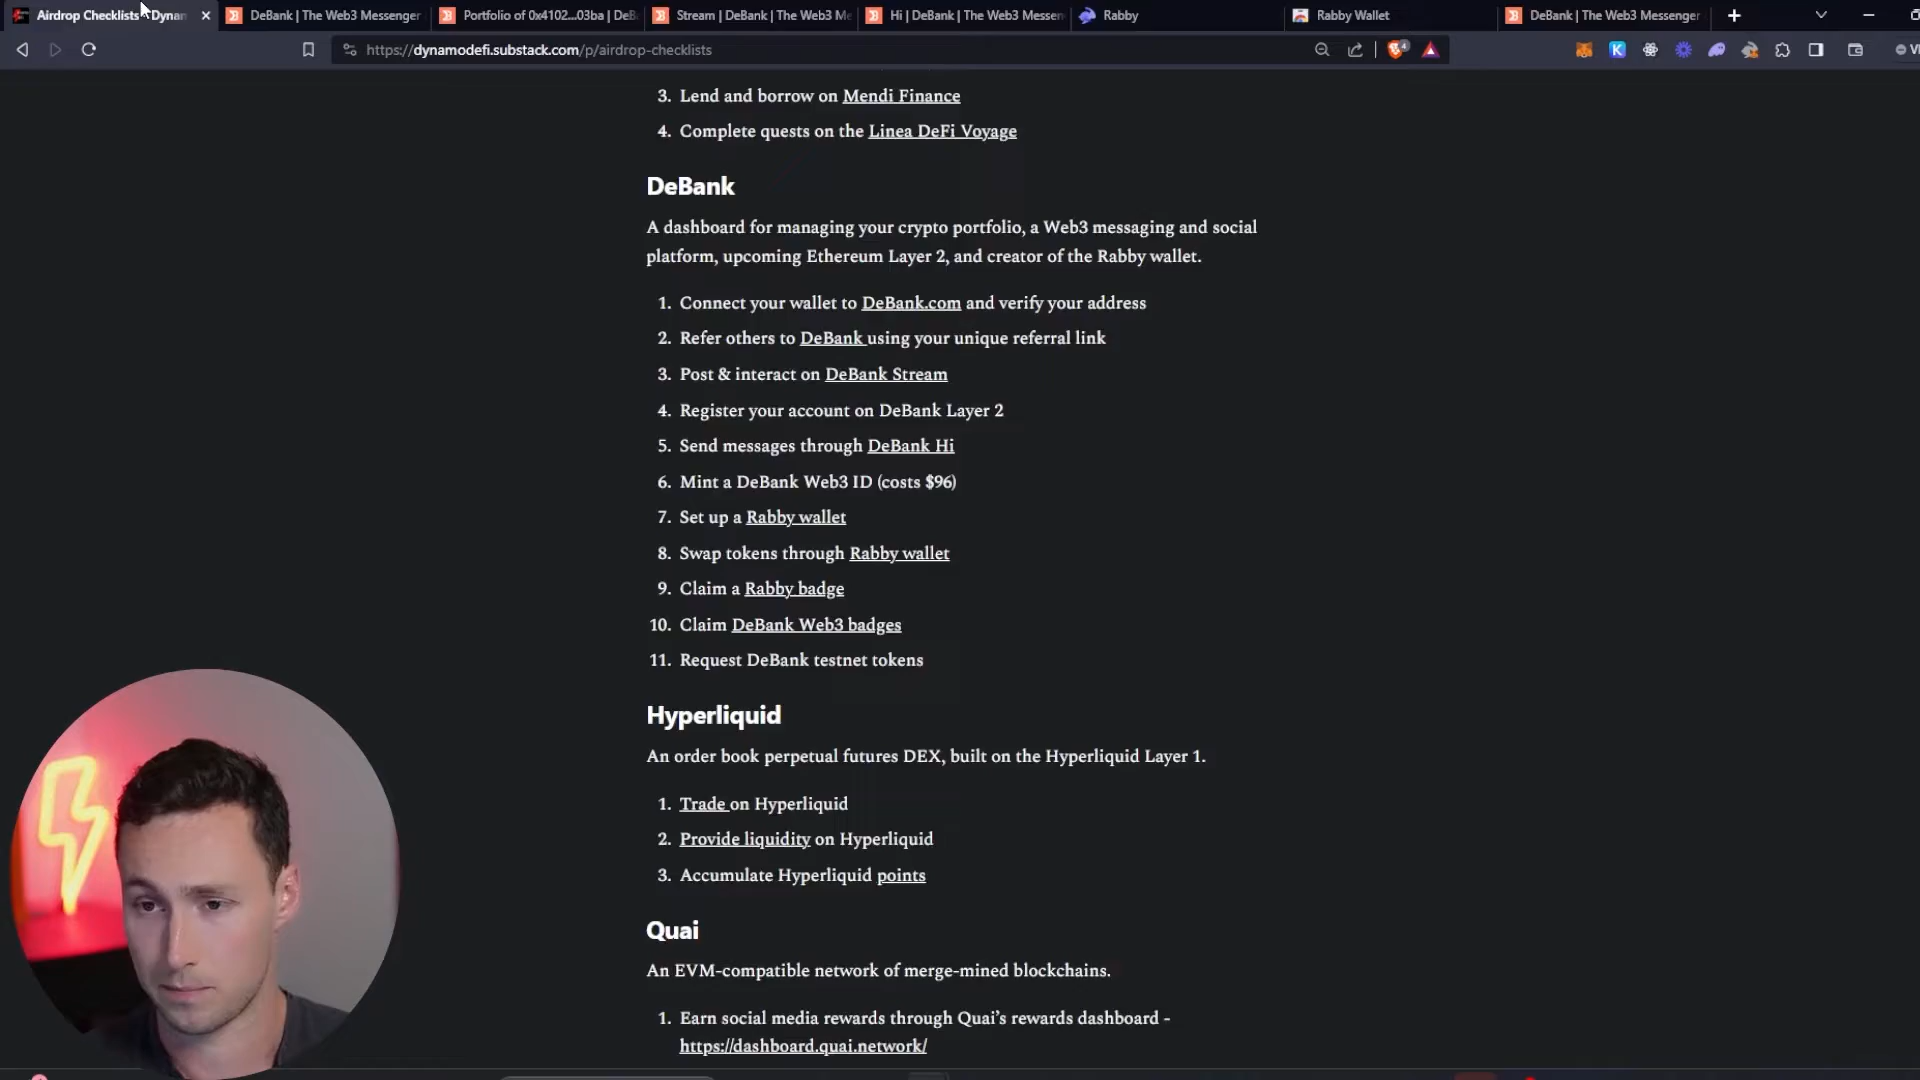 Airdrop Checklists - Dynam
DeBank | The Web3 Messenger
Portfolio of 0x4102...03ba | DeB
Stream | DeBank | The Web3 Me
Hi | DeBank | The Web3 Messen
Rabby
Rabby Wallet
DeBank | The Web3 Messenger
https://dynamodefi.substack.com/p/airdrop-checklists
4
3. Lend and borrow on Mendi Finance
4. Complete quests on the Linea DeFi Voyage
DeBank
A dashboard for managing your crypto portfolio, a Web3 messaging and social
platform, upcoming Ethereum Layer 2, and creator of the Rabby wallet.
1. Connect your wallet to DeBank.com and verify your address
2. Refer others to DeBank using your unique referral link
3. Post & interact on DeBank Stream
4. Register your account on DeBank Layer 2
5. Send messages through DeBank Hi
6. Mint a DeBank Web3 ID (costs $96)
7. Set up a Rabby wallet
8. Swap tokens through Rabby wallet
9. Claim a Rabby badge
10. Claim DeBank Web3 badges
11. Request DeBank testnet tokens
Hyperliquid
An order book perpetual futures DEX, built on the Hyperliquid Layer 1.
1. Trade on Hyperliquid
2. Provide liquidity on Hyperliquid
3. Accumulate Hyperliquid points
Quai
An EVM-compatible network of merge-mined blockchains.
1. Earn social media rewards through Quai's rewards dashboard -
https://dashboard.quai.network/